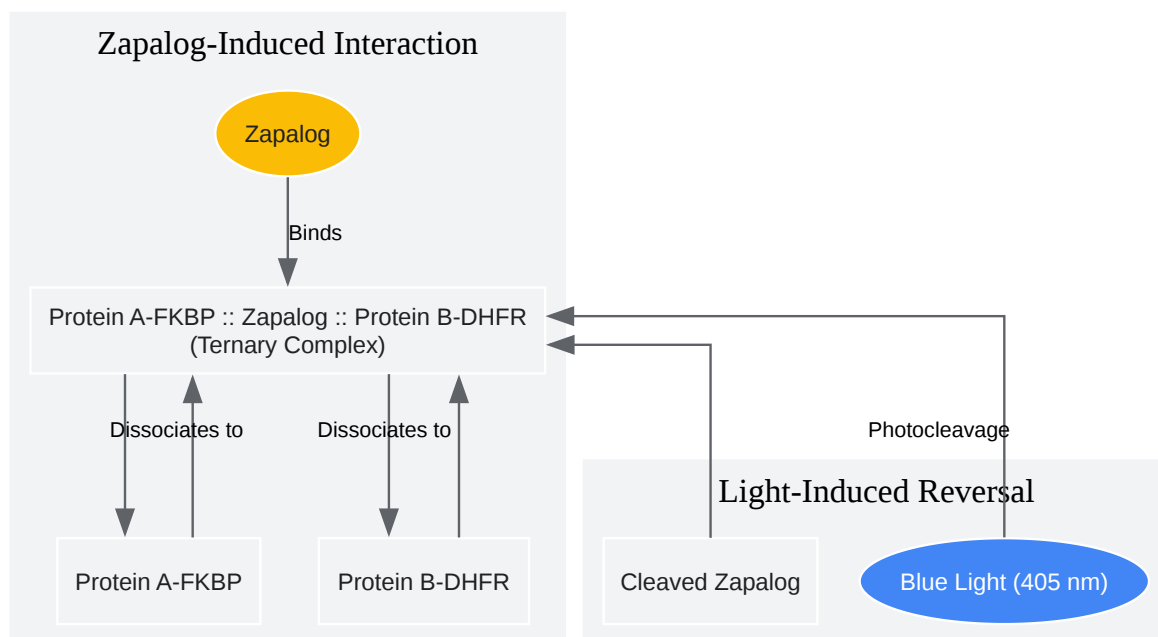 Zapalog-Induced Interaction
Zapalog
Binds
Protein A-FKBP :: Zapalog :: Protein B-DHFR
(Ternary Complex)
Dissociates to
Dissociates to
Photocleavage
Light-Induced Reversal
Protein A-FKBP
Protein B-DHFR
Cleaved Zapalog
Blue Light (405 nm)